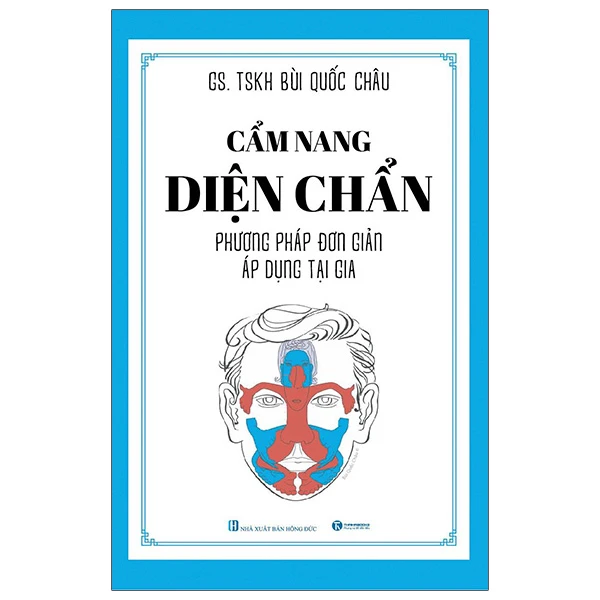 GS. TSKH BÙI QUỐC CHÂU
CẨM NANG
DIỆN CHẨN
PHƯƠNG PHÁP ĐƠN GIẢN
ÁP DỤNG TẠI GIA
NHÀ XUẤT BẢN HỒNG ĐỨC
THAIHABOOKS